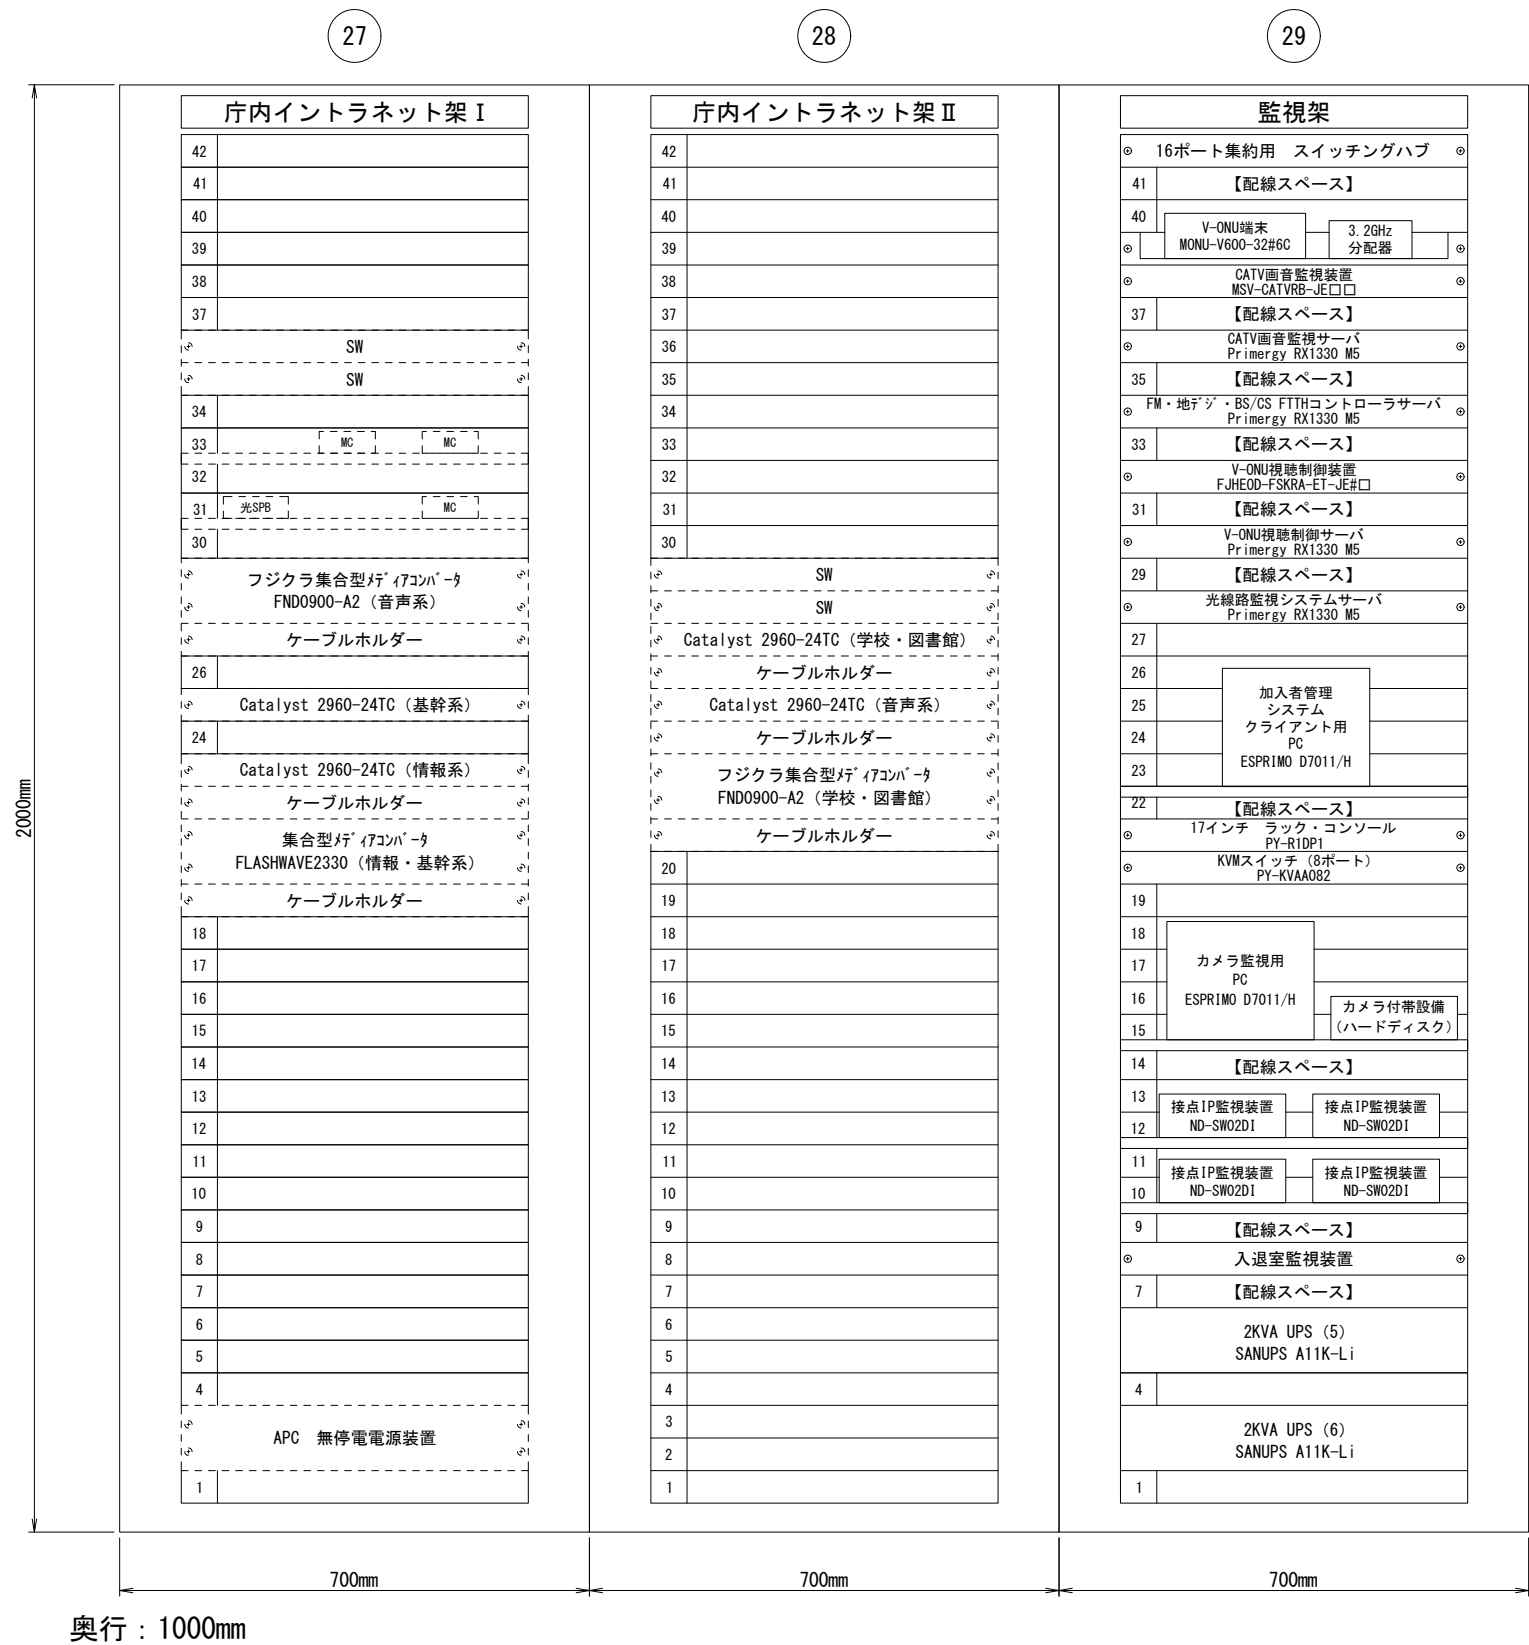 27
28
29
庁内イントラネット架Ⅰ
42
41
40
39
38
37
SW
SW
34
33
MC
MC
32
31
光SPB
MC
30
フジクラ集合型ﾒﾃﾞｨｱｺﾝﾊﾞｰﾀ
FND0900-A2（音声系）
ケーブルホルダー
26
Catalyst 2960-24TC（基幹系）
24
Catalyst 2960-24TC（情報系）
ケーブルホルダー
集合型ﾒﾃﾞｨｱｺﾝﾊﾞｰﾀ
FLASHWAVE2330（情報・基幹系）
ケーブルホルダー
18
17
16
15
14
13
12
11
10
9
8
7
6
5
4
APC　無停電電源装置
1
庁内イントラネット架Ⅱ
42
41
40
39
38
37
36
35
34
33
32
31
30
SW
SW
Catalyst 2960-24TC（学校・図書館）
ケーブルホルダー
Catalyst 2960-24TC（音声系）
ケーブルホルダー
フジクラ集合型ﾒﾃﾞｨｱｺﾝﾊﾞｰﾀ
FND0900-A2（学校・図書館）
ケーブルホルダー
20
19
18
17
16
15
14
13
12
11
10
9
8
7
6
5
4
3
2
1
監視架
16ポート集約用　スイッチングハブ
41
【配線スペース】
40
V-ONU端末
MONU-V600-32#6C
3.2GHz
分配器
CATV画音監視装置
MSV-CATVRB-JE□□
37
【配線スペース】
CATV画音監視サーバ
Primergy RX1330 M5
35
【配線スペース】
FM・地ﾃﾞｼﾞ・BS/CS FTTHコントローラサーバ
Primergy RX1330 M5
33
【配線スペース】
V-ONU視聴制御装置
FJHEOD-FSKRA-ET-JE#□
31
【配線スペース】
V-ONU視聴制御サーバ
Primergy RX1330 M5
29
【配線スペース】
光線路監視システムサーバ
Primergy RX1330 M5
27
26
25
24
23
加入者管理
システム
クライアント用
PC
ESPRIMO D7011/H
22
【配線スペース】
17インチ　ラック・コンソール
PY-R1DP1
KVMスイッチ（8ポート）
PY-KVAA082
19
18
17
16
15
カメラ監視用
PC
ESPRIMO D7011/H
カメラ付帯設備
（ハードディスク）
14
【配線スペース】
13
12
接点IP監視装置
ND-SW02DI
接点IP監視装置
ND-SW02DI
11
10
接点IP監視装置
ND-SW02DI
接点IP監視装置
ND-SW02DI
9
【配線スペース】
入退室監視装置
7
【配線スペース】
2KVA UPS（5）
SANUPS A11K-Li
4
2KVA UPS（6）
SANUPS A11K-Li
1
2000mm
700mm
700mm
700mm
奥行：1000mm